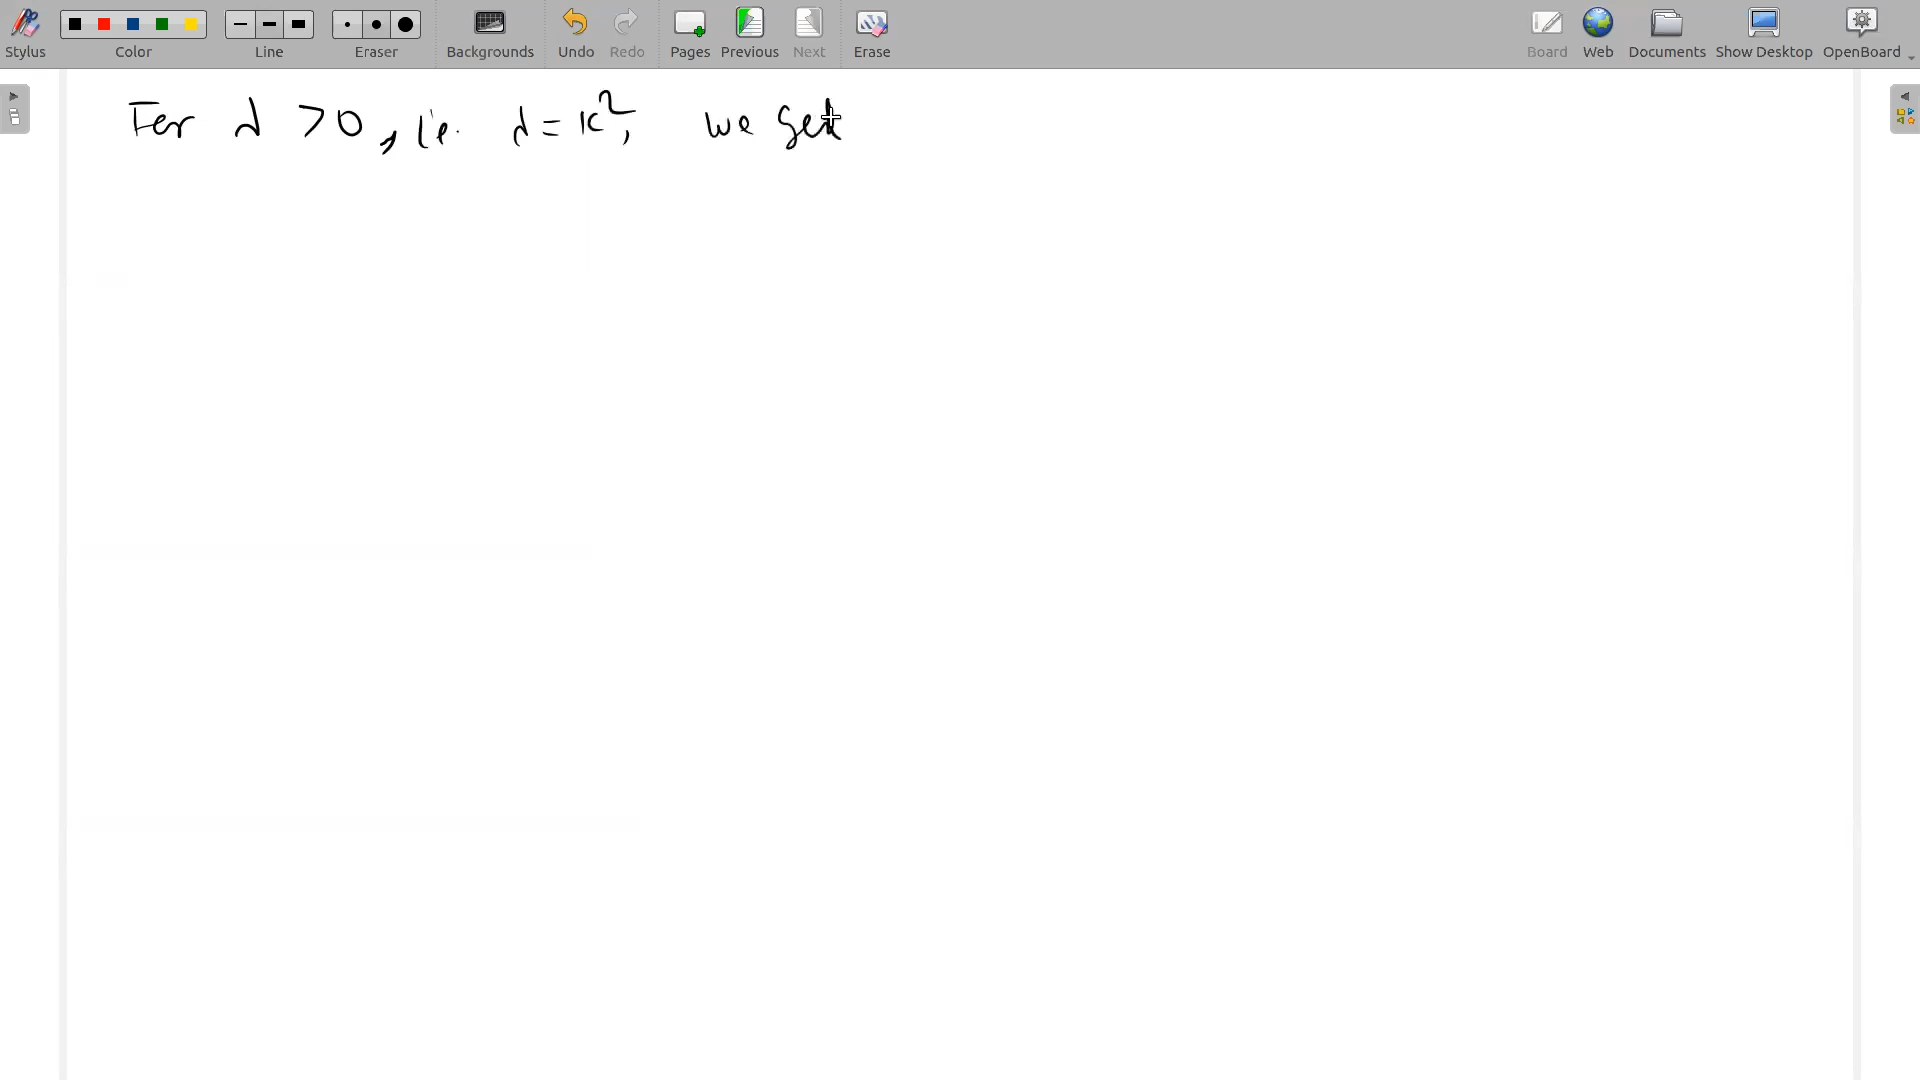 Stylus Color Line Eraser Backgrounds Undo Redo Pages Previous Next Erase Board Web Documents Show Desktop OpenBoard
For λ > 0, i.e. λ = k², we get